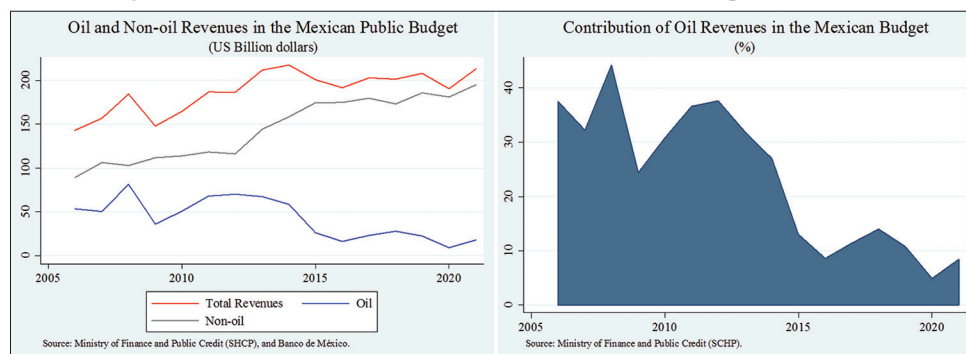 Oil and Non-oil Revenues in the Mexican Public Budget
(US Billion dollars)
200
150
100
50
0
2005 2010 2015 2020
Total Revenues Oil
Non-oil
Source: Ministry of Finance and Public Credit (SHCP), and Banco de México.
Contribution of Oil Revenues in the Mexican Budget
(%)
40
30
20
10
0
2005 2010 2015 2020
Source: Ministry of Finance and Public Credit (SCHP).